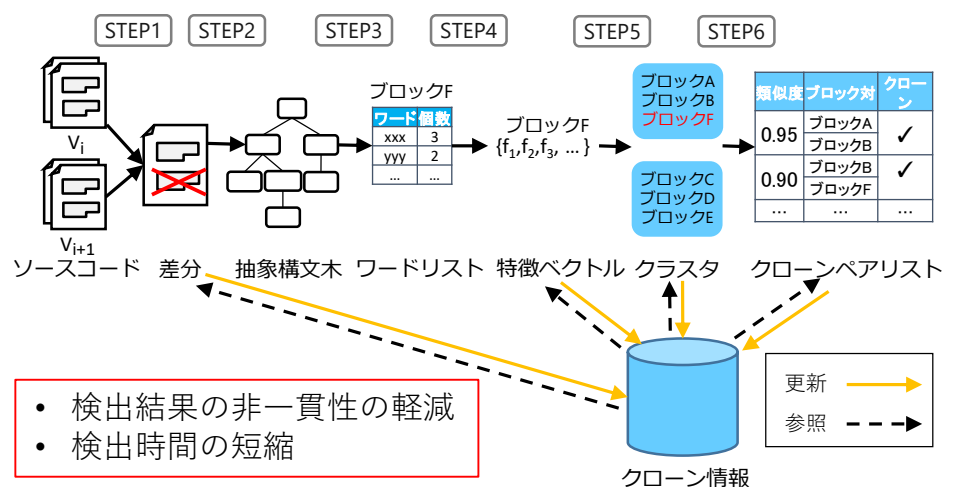 STEP1 STEP2 STEP3 STEP4 STEP5 STEP6
Vi
Vi+1
ブロックF
ワード 個数
xxx 3
yyy 2
... ...
ブロックF
{f1,f2,f3, ... }
ブロックA
ブロックB
ブロックF
ブロックC
ブロックD
ブロックE
類似度 ブロック対 クローン
0.95 ブロックA ✓
ブロックB
0.90 ブロックB ✓
ブロックF
... ... ...
ソースコード 差分 抽象構文木 ワードリスト 特徴ベクトル クラスタ クローンペアリスト
• 検出結果の非一貫性の軽減
• 検出時間の短縮
更新
参照
クローン情報